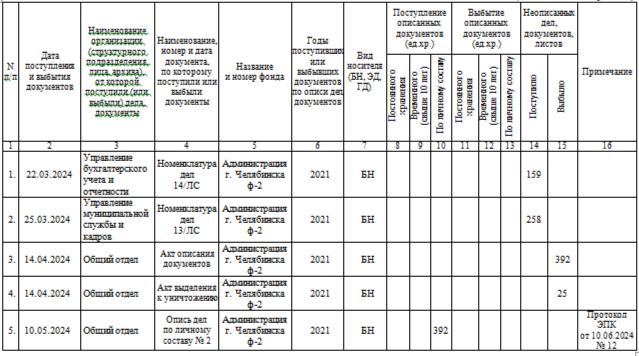 N
п/п
Дата
поступления
и выбытия
документов
Наименование
организации
(структурного
подразделения,
лица, архива),
от которой
поступили (или
выбыли) дела,
документы
Наименование,
номер и дата
документа,
по которому
поступили или
выбыли
документы
Название
и номер фонда
Годы
поступивших
или
выбывших
документов
по описи дел,
документов
Вид
носителя
(БН, ЭД,
ГД)
Поступление
описанных
документов
(ед.хр.)
Постоянного
хранения
Временного
(свыше 10 лет)
По личному составу
Выбытие
описанных
документов
(ед.хр.)
Постоянного
хранения
Временного
(свыше 10 лет)
По личному составу
Неописанных
дел,
документов,
листов
Поступило
Выбыло
Примечание
1 2 3 4 5 6 7 8 9 10 11 12 13 14 15 16
1. 22.03.2024
Управление
бухгалтерского
учета и
отчетности
Номенклатура
дел
14/ЛС
Администрация
г. Челябинска
ф-2
2021 БН 159
2. 25.03.2024
Управление
муниципальной
службы и
кадров
Номенклатура
дел
13/ЛС
Администрация
г. Челябинска
ф-2
2021 БН 258
3. 14.04.2024 Общий отдел
Акт описания
документов
Администрация
г. Челябинска
ф-2
2021 БН 392
4. 14.04.2024 Общий отдел
Акт выделения
к уничтожению
Администрация
г. Челябинска
ф-2
2021 БН 25
5. 10.05.2024 Общий отдел
Опись дел
по личному
составу № 2
Администрация
г. Челябинска
ф-2
2021 БН 392
Протокол
ЭПК
от 10.06.2024
№ 12